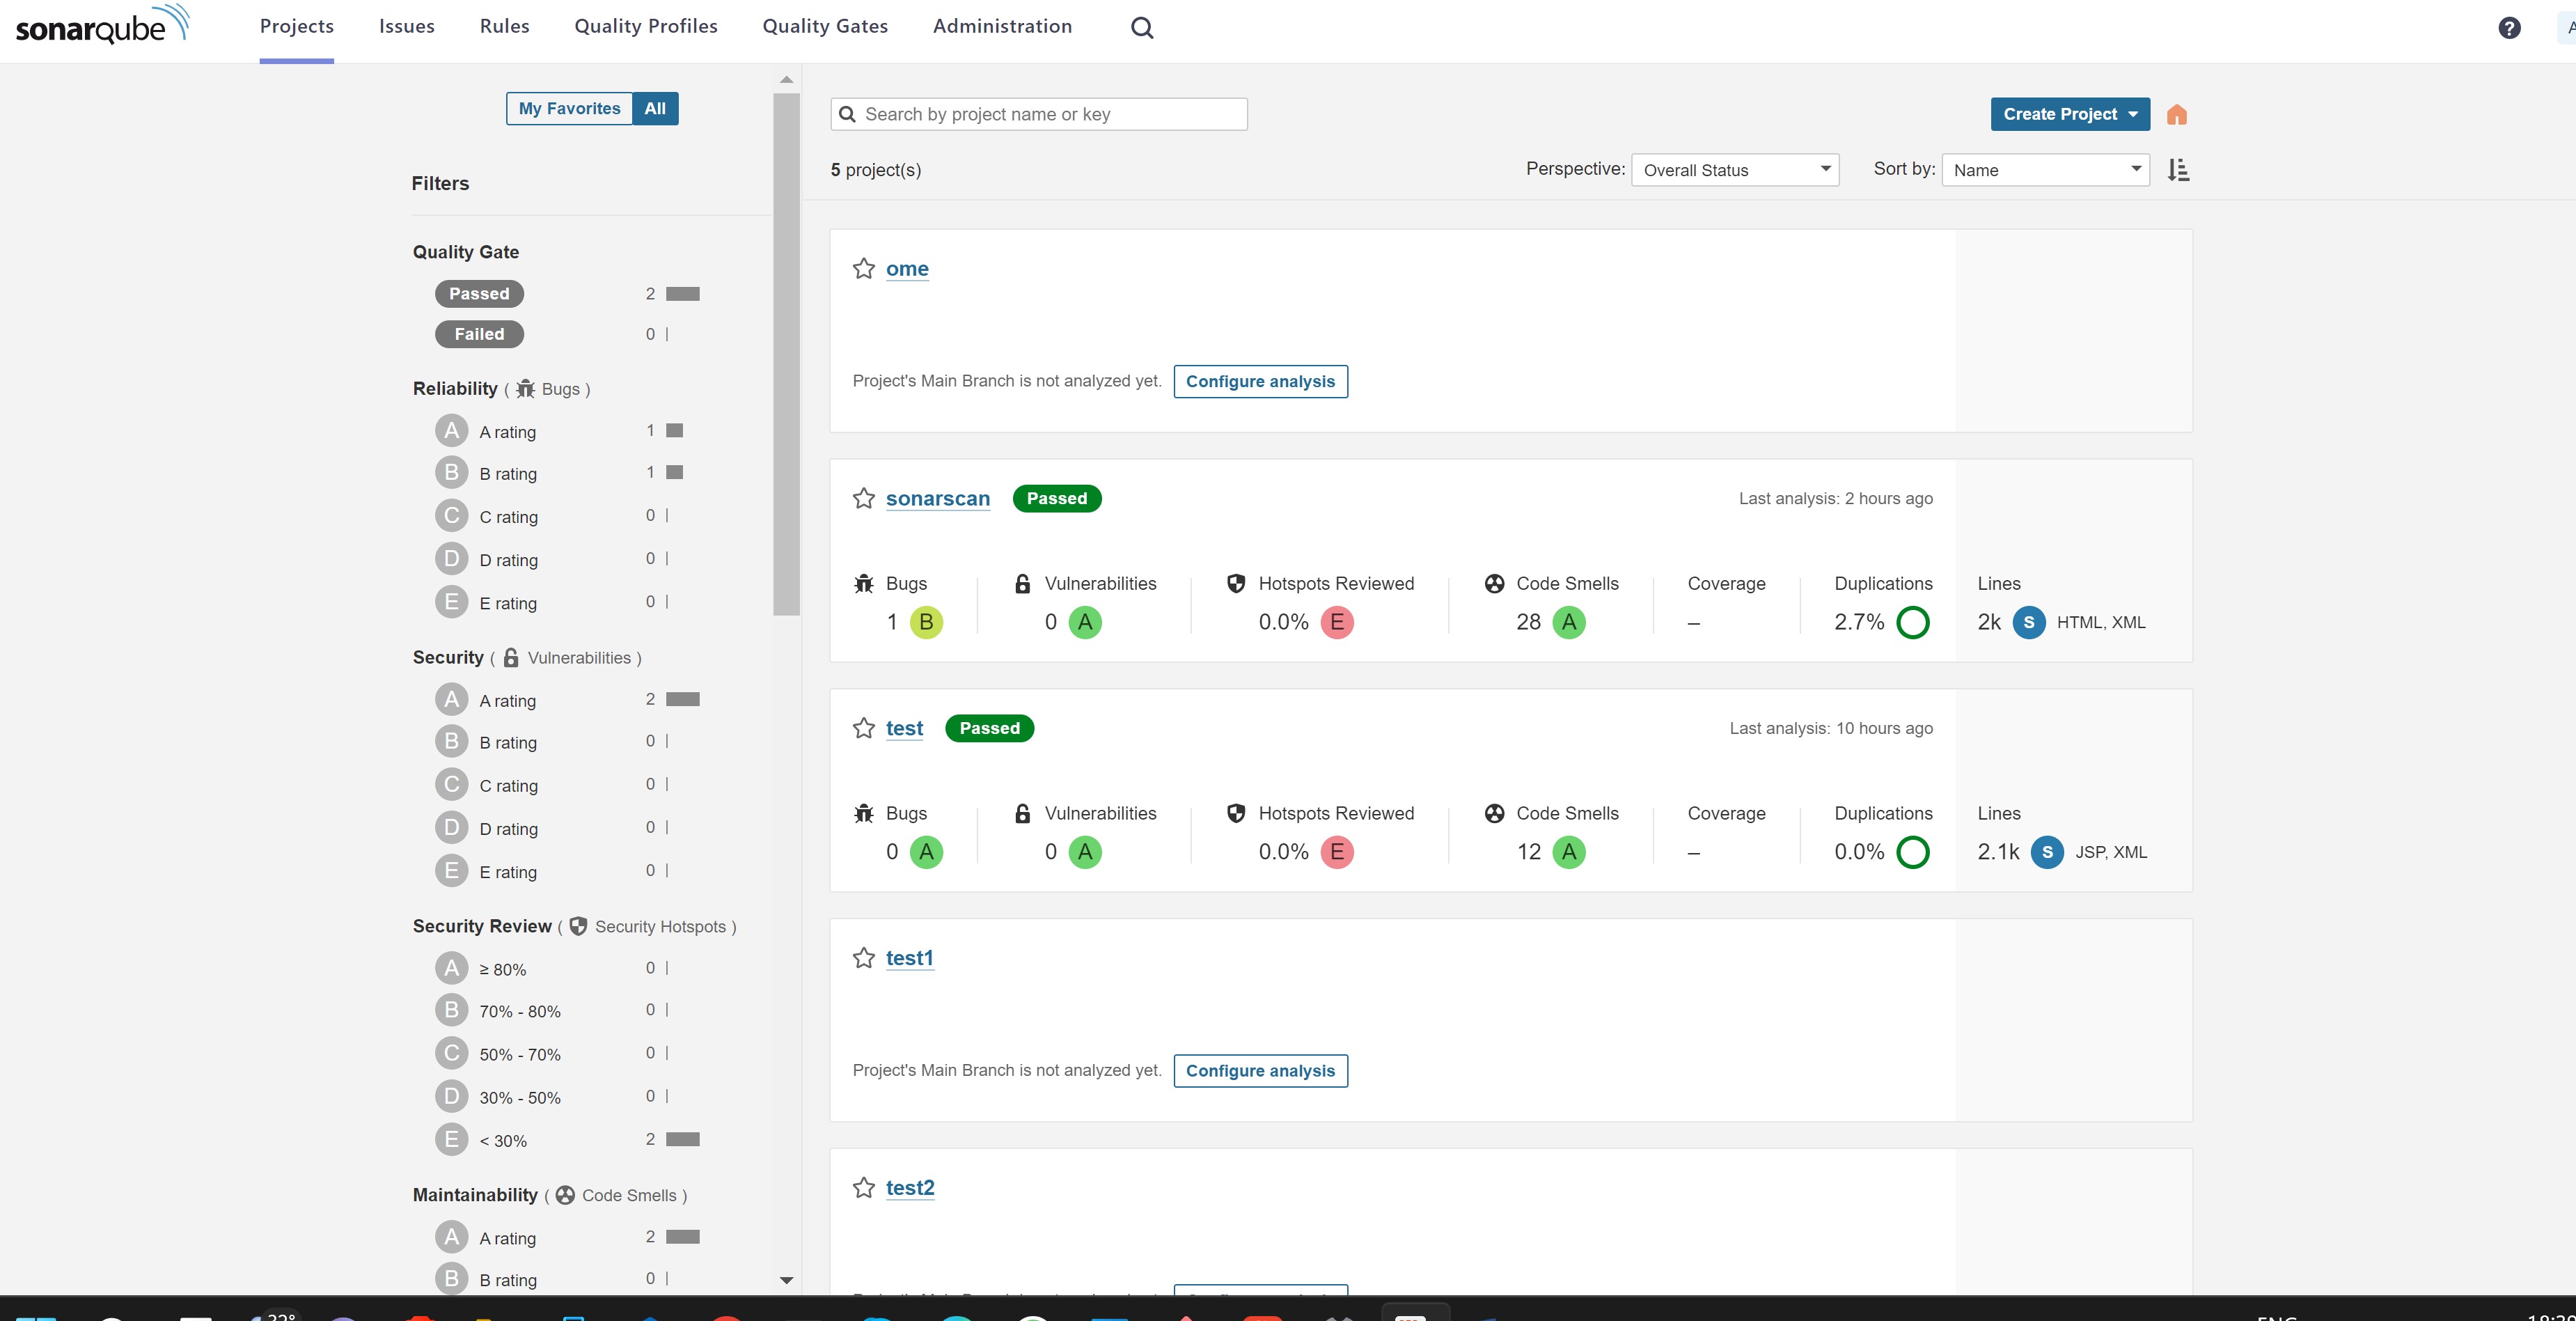 sonarqube Projects Issues Rules Quality Profiles Quality Gates Administration ?
My Favorites All
Filters
Quality Gate
Passed 2
Failed 0
Reliability ( Bugs )
A A rating 1
B B rating 1
C C rating 0
D D rating 0
E E rating 0
Security ( Vulnerabilities )
A A rating 2
B B rating 0
C C rating 0
D D rating 0
E E rating 0
Security Review ( Security Hotspots )
A ≥ 80% 0
B 70% - 80% 0
C 50% - 70% 0
D 30% - 50% 0
E < 30% 2
Maintainability ( Code Smells )
A A rating 2
B B rating 0
Search by project name or key Create Project
5 project(s) Perspective: Overall Status Sort by: Name
ome
Project's Main Branch is not analyzed yet. Configure analysis
sonarscan Passed Last analysis: 2 hours ago
Bugs Vulnerabilities Hotspots Reviewed Code Smells Coverage Duplications Lines
1 B 0 A 0.0% E 28 A – 2.7% 2k S HTML, XML
test Passed Last analysis: 10 hours ago
Bugs Vulnerabilities Hotspots Reviewed Code Smells Coverage Duplications Lines
0 A 0 A 0.0% E 12 A – 0.0% 2.1k S JSP, XML
test1
Project's Main Branch is not analyzed yet. Configure analysis
test2